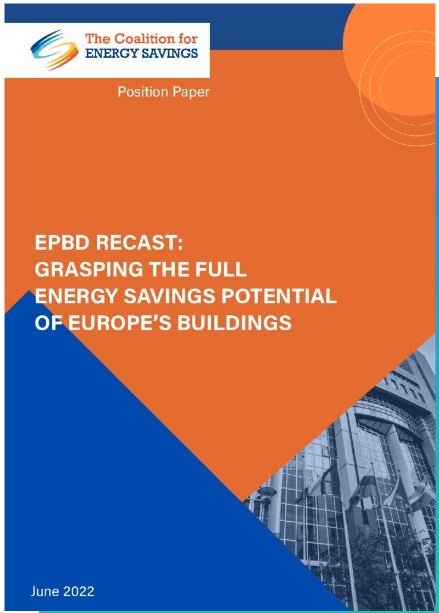 The Coalition for
ENERGY SAVINGS
Position Paper
EPBD RECAST:
GRASPING THE FULL
ENERGY SAVINGS POTENTIAL
OF EUROPE'S BUILDINGS
June 2022